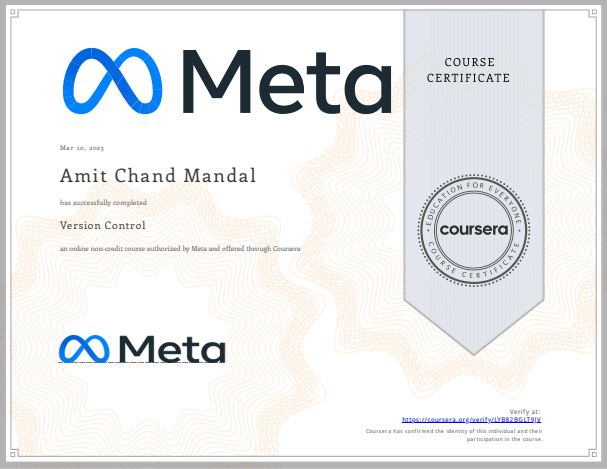 Meta
COURSE
CERTIFICATE
Mar 10, 2023
Amit Chand Mandal
has successfully completed
Version Control
an online non-credit course authorized by Meta and offered through Coursera
EDUCATION FOR EVERYONE
coursera
COURSE CERTIFICATE
Meta
Verify at:
https://coursera.org/verify/LYB82BGLT9JV
Coursera has confirmed the identity of this individual and their
participation in the course.